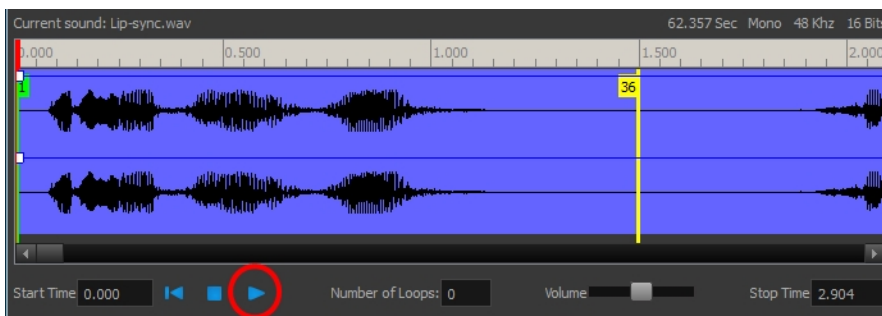 Current sound: Lip-sync.wav 62.357 Sec Mono 48 Khz 16 Bits
0.000 0.500 1.000 1.500 2.000
1 36
Start Time 0.000 Number of Loops: 0 Volume Stop Time 2.904